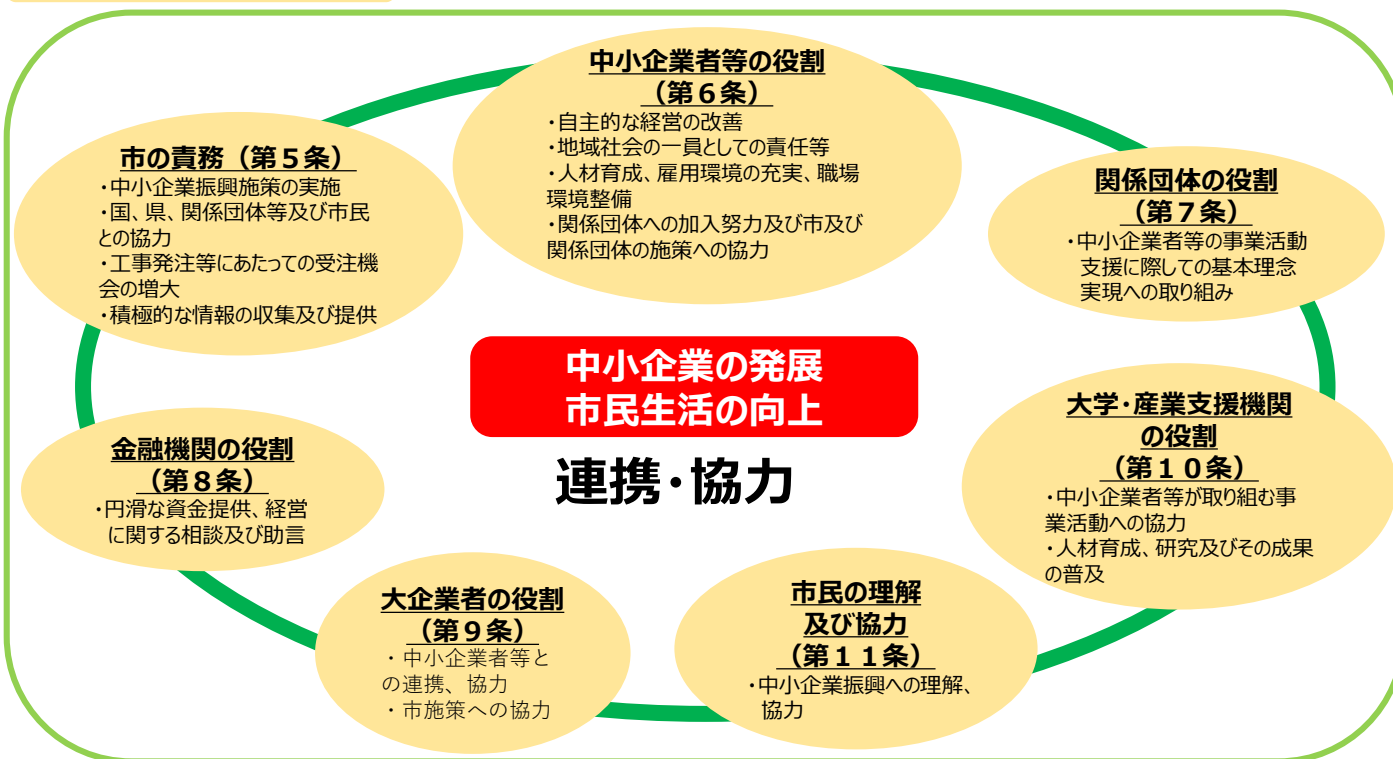 中小企業者等の役割
（第６条）
・自主的な経営の改善
・地域社会の一員としての責任等
・人材育成、雇用環境の充実、職場
環境整備
・関係団体への加入努力及び市及び
関係団体の施策への協力
市の責務（第５条）
・中小企業振興施策の実施
・国、県、関係団体等及び市民
との協力
・工事発注等にあたっての受注機
会の増大
・積極的な情報の収集及び提供
関係団体の役割
（第７条）
・中小企業者等の事業活動
支援に際しての基本理念
実現への取り組み
中小企業の発展
市民生活の向上
連携・協力
金融機関の役割
（第８条）
・円滑な資金提供、経営
に関する相談及び助言
大学・産業支援機関
の役割
（第１０条）
・中小企業者等が取り組む事
業活動への協力
・人材育成、研究及びその成果
の普及
大企業者の役割
（第９条）
・中小企業者等と
の連携、協力
・市施策への協力
市民の理解
及び協力
（第１１条）
・中小企業振興への理解、
協力